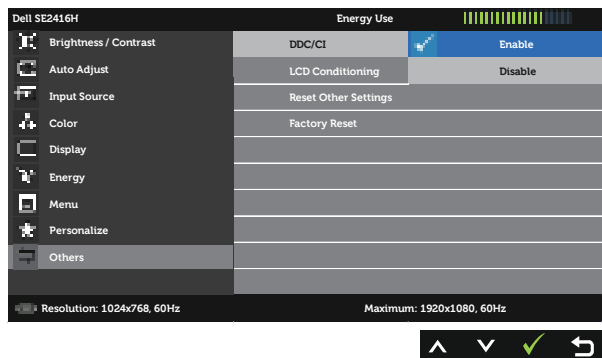 Dell SE2416H Energy Use
Brightness / Contrast DDC/CI Enable
Auto Adjust LCD Conditioning Disable
Input Source Reset Other Settings
Color Factory Reset
Display
Energy
Menu
Personalize
Others
Resolution: 1024x768, 60Hz Maximum: 1920x1080, 60Hz